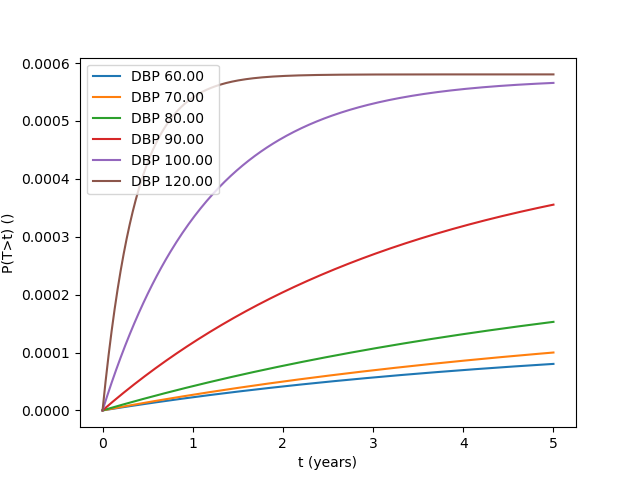 0.0006
0.0005
0.0004
0.0003
0.0002
0.0001
0.0000
P(T>t) ()
DBP 60.00
DBP 70.00
DBP 80.00
DBP 90.00
DBP 100.00
DBP 120.00
0 1 2 3 4 5
t (years)